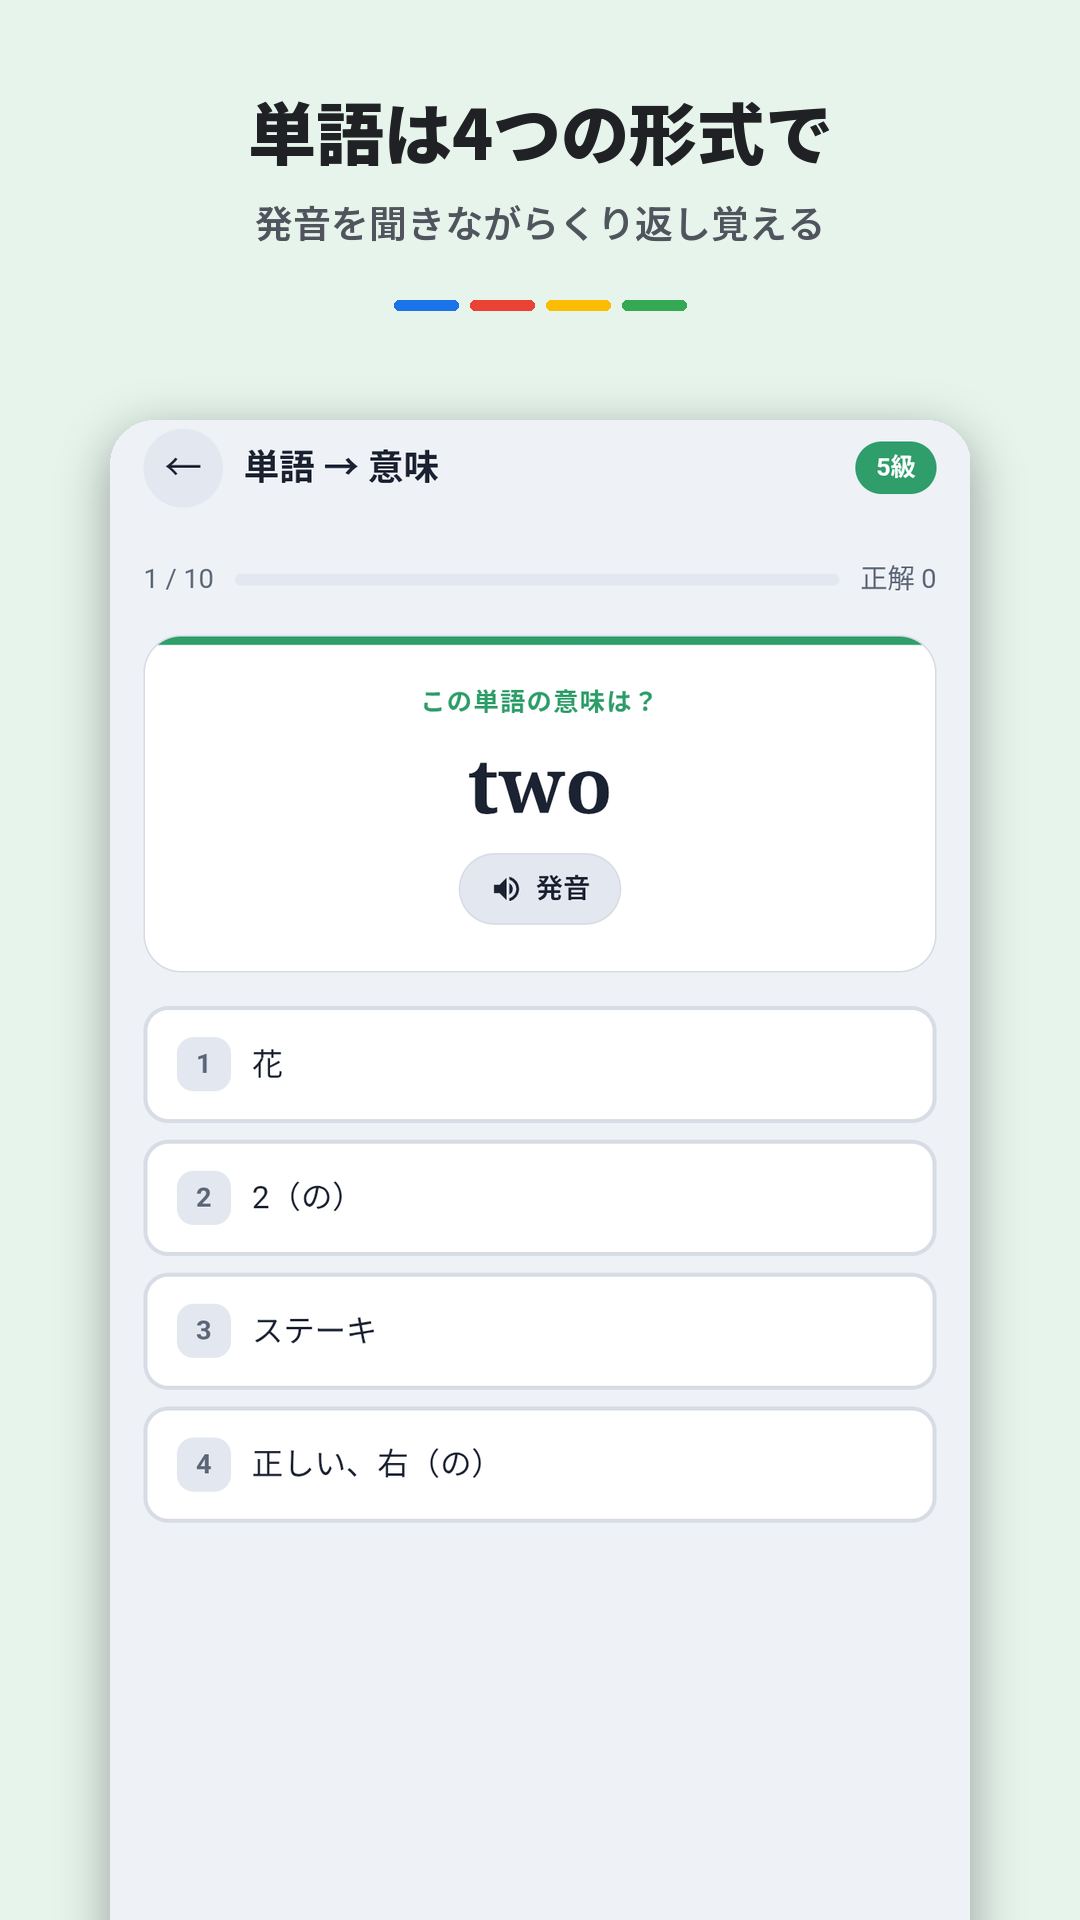 単語は4つの形式で
発音を聞きながらくり返し覚える
← 単語 → 意味 5級
1 / 10 正解 0
この単語の意味は？
two
発音
1 花
2 2（の）
3 ステーキ
4 正しい、右（の）